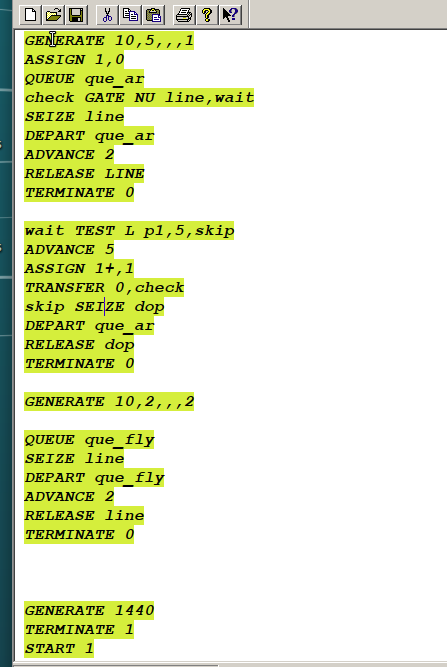 GENERATE 10,5,,,1
ASSIGN 1,0
QUEUE que_ar
check GATE NU line,wait
SEIZE line
DEPART que_ar
ADVANCE 2
RELEASE LINE
TERMINATE 0
wait TEST L p1,5,skip
ADVANCE 5
ASSIGN 1+,1
TRANSFER 0,check
skip SEIZE dop
DEPART que_ar
RELEASE dop
TERMINATE 0
GENERATE 10,2,,,2
QUEUE que_fly
SEIZE line
DEPART que_fly
ADVANCE 2
RELEASE line
TERMINATE 0
GENERATE 1440
TERMINATE 1
START 1